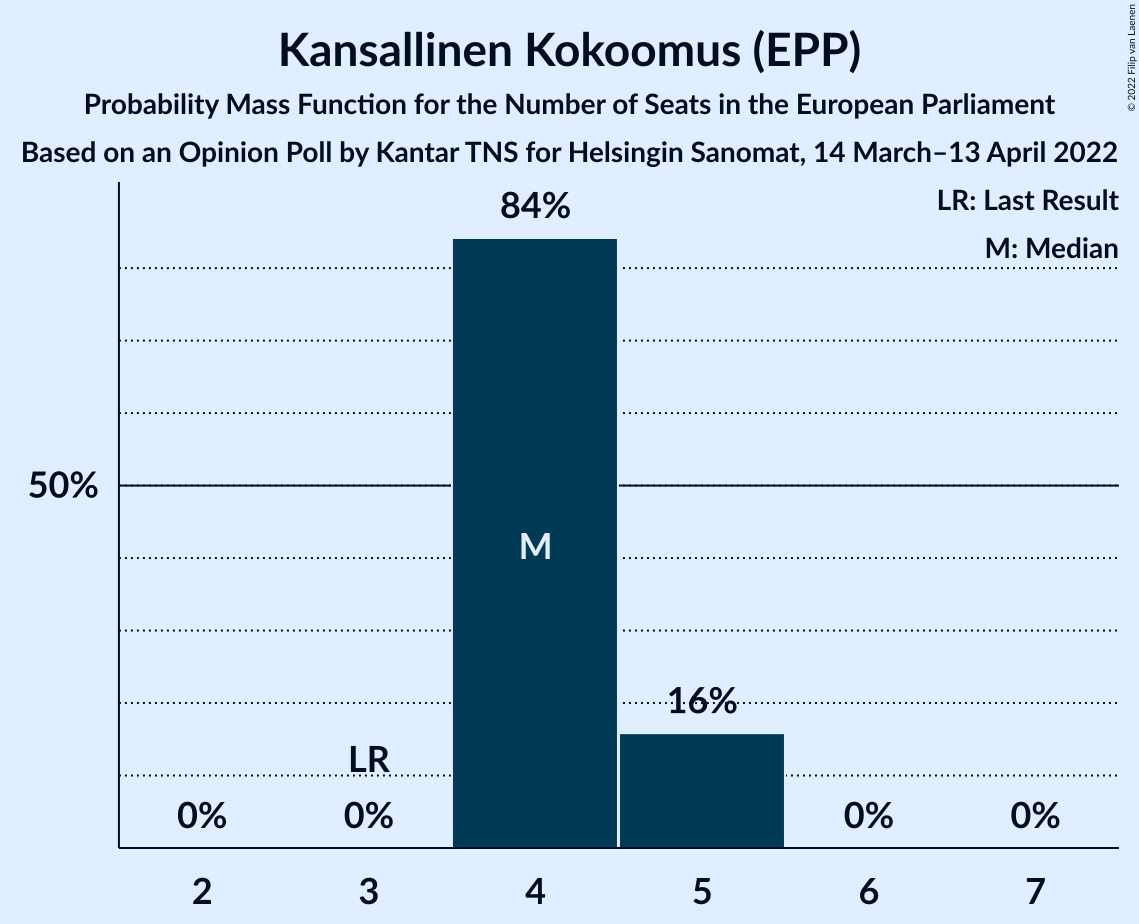 Kansallinen Kokoomus (EPP)
Probability Mass Function for the Number of Seats in the European Parliament
Based on an Opinion Poll by Kantar TNS for Helsingin Sanomat, 14 March–13 April 2022
© 2022 Filip van Laenen
LR: Last Result
M: Median
84%
50%
M
16%
LR
0%
0%
0%
0%
2
3
4
5
6
7